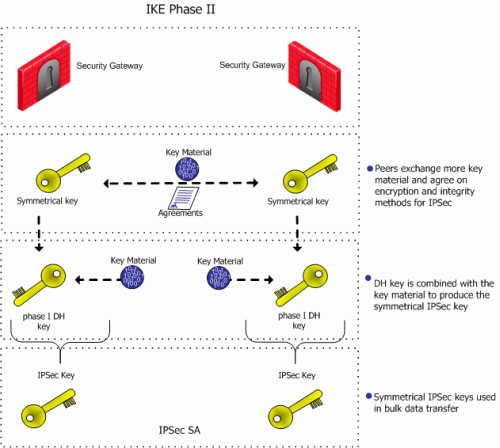 IKE Phase II
Security Gateway
Security Gateway
Key Material
Symmetrical key
Agreements
Symmetrical key
Peers exchange more key
material and agree on
encryption and integrity
methods for IPSec
Key Material
Key Material
phase I DH
key
phase I DH
key
DH key is combined with the
key material to produce the
symmetrical IPSec key
IPSec Key
IPSec Key
IPSec SA
Symmetrical IPSec keys used
in bulk data transfer